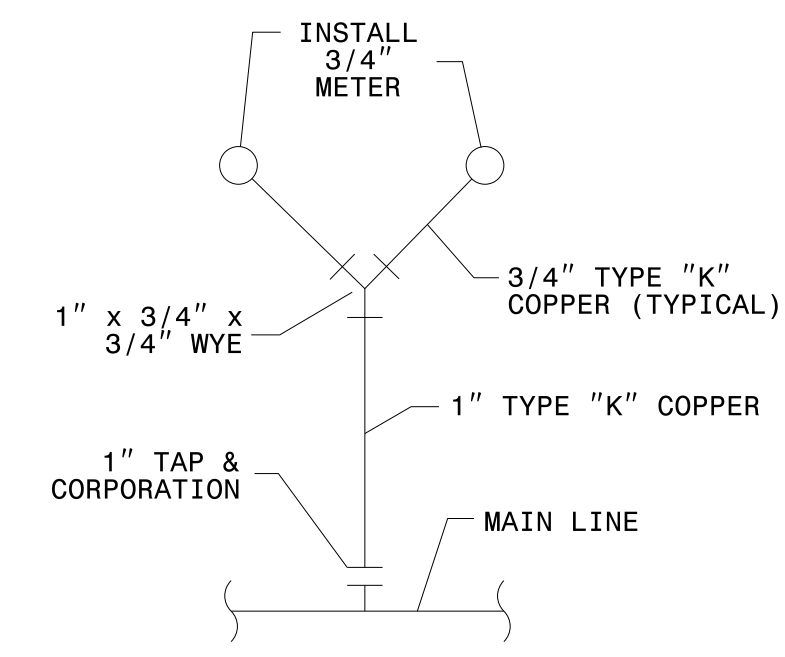 INSTALL
3/4"
METER
3/4" TYPE "K"
COPPER (TYPICAL)
1" x 3/4" x
3/4" WYE
1" TYPE "K" COPPER
1" TAP &
CORPORATION
MAIN LINE